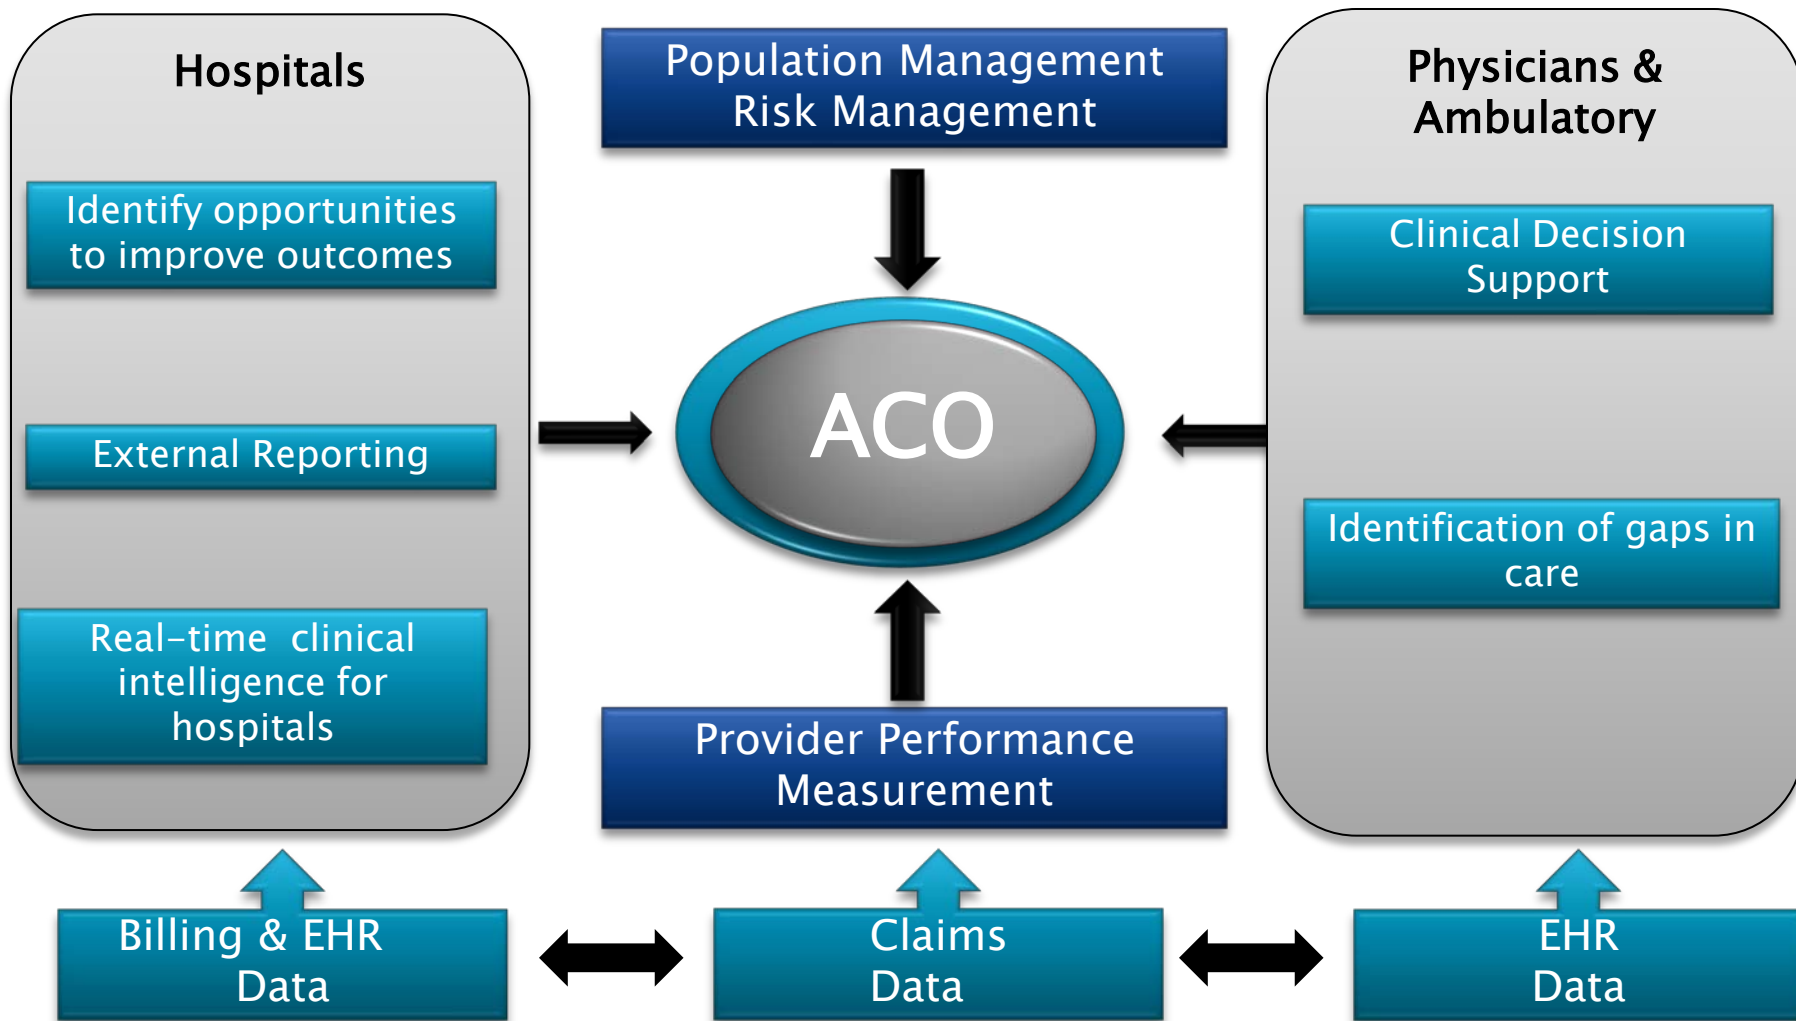 Hospitals
Identify opportunities
to improve outcomes
External Reporting
Real-time clinical
intelligence for
hospitals
Population Management
Risk Management
ACO
Provider Performance
Measurement
Physicians &
Ambulatory
Clinical Decision
Support
Identification of gaps in
care
Billing & EHR
Data
Claims
Data
EHR
Data